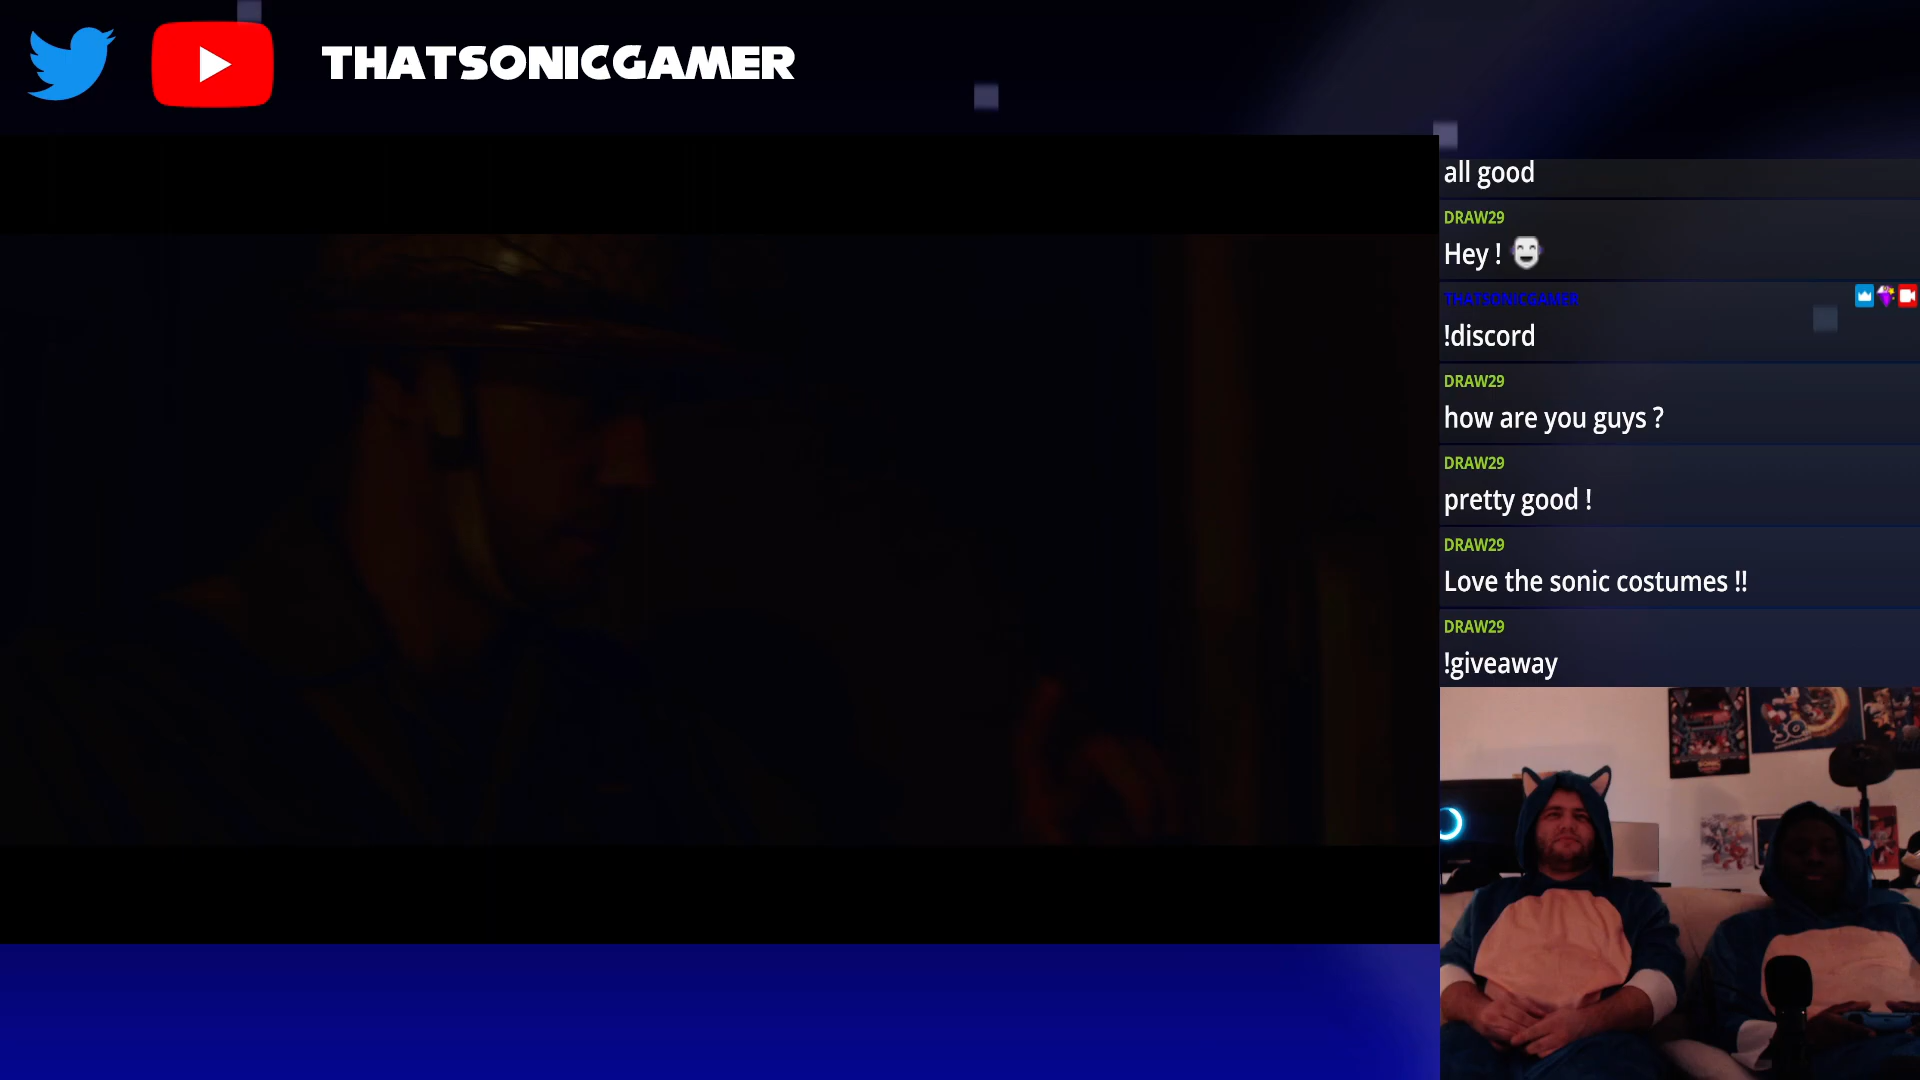 THATSONICGAMER
all good
DRAW29
Hey !
THATSONICGAMER
!discord
DRAW29
how are you guys ?
DRAW29
pretty good !
DRAW29
Love the sonic costumes !!
DRAW29
!giveaway
30